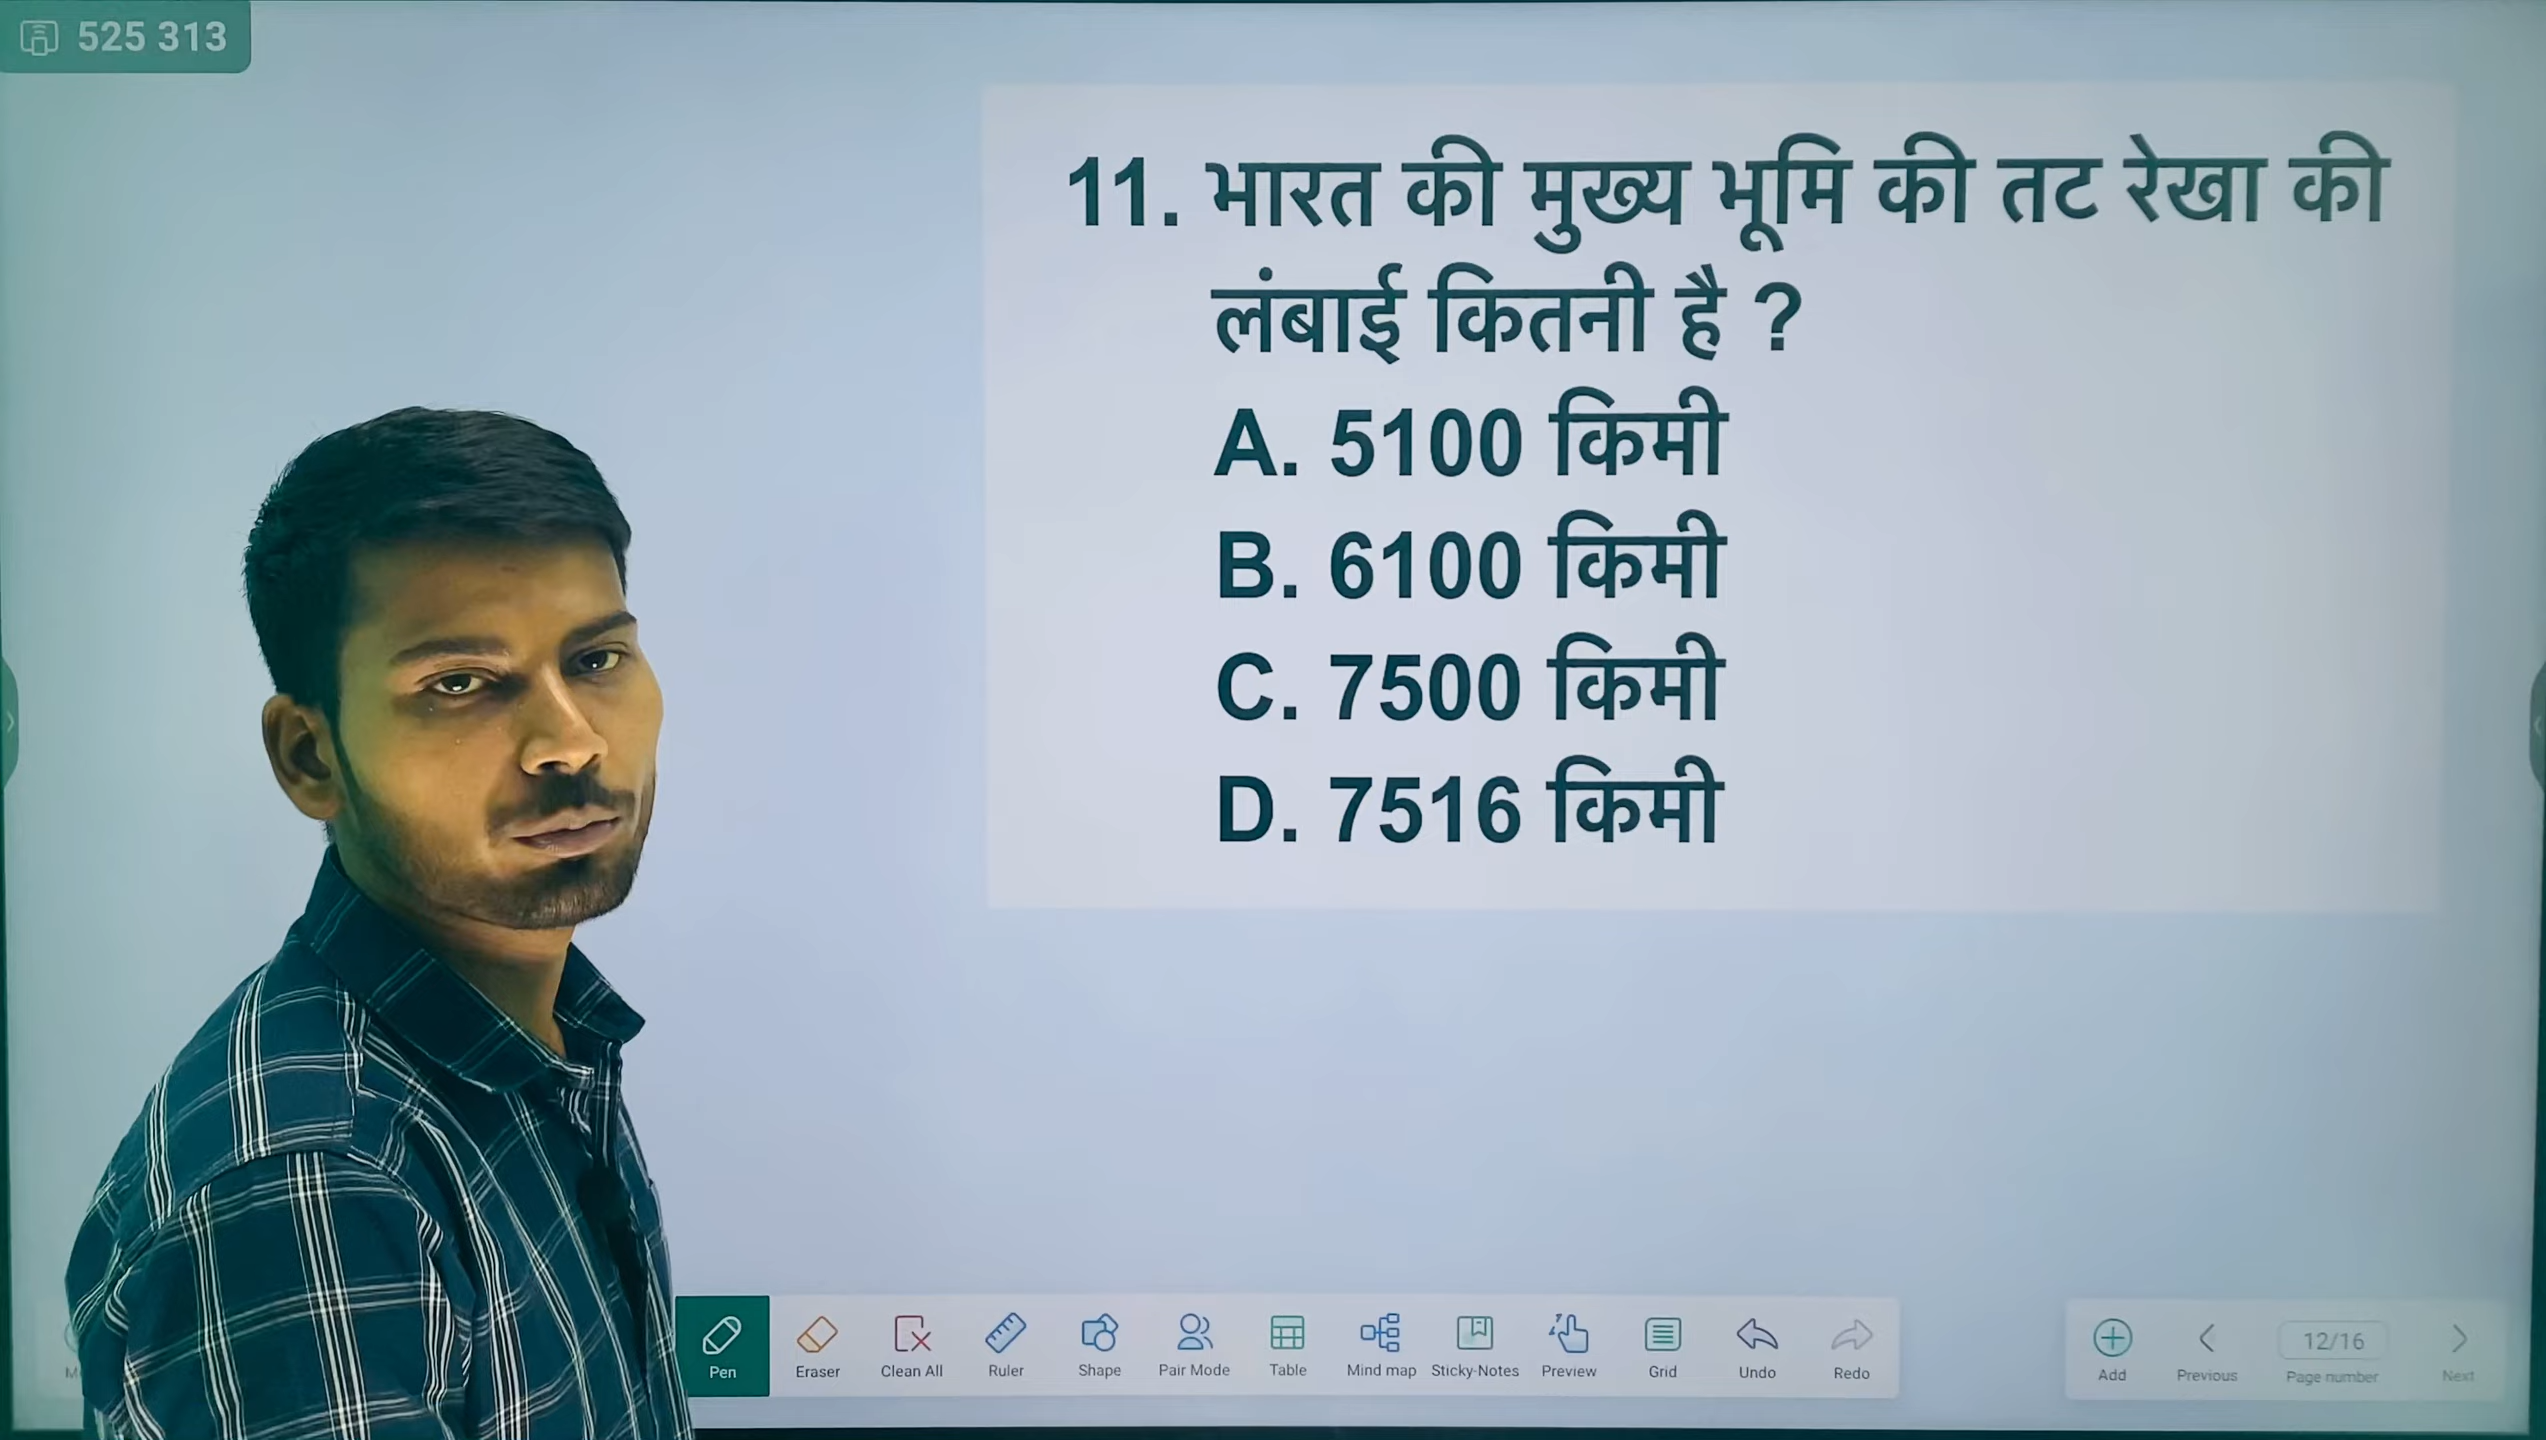 525 313
11. भारत की मुख्य भूमि की तट रेखा की
लंबाई कितनी है ?
A. 5100 किमी
B. 6100 किमी
C. 7500 किमी
D. 7516 किमी
Pen Eraser Clean All Ruler Shape Pair Mode Table Mind map Sticky-Notes Preview Grid Undo Redo
12/16
Add Previous Page number Next